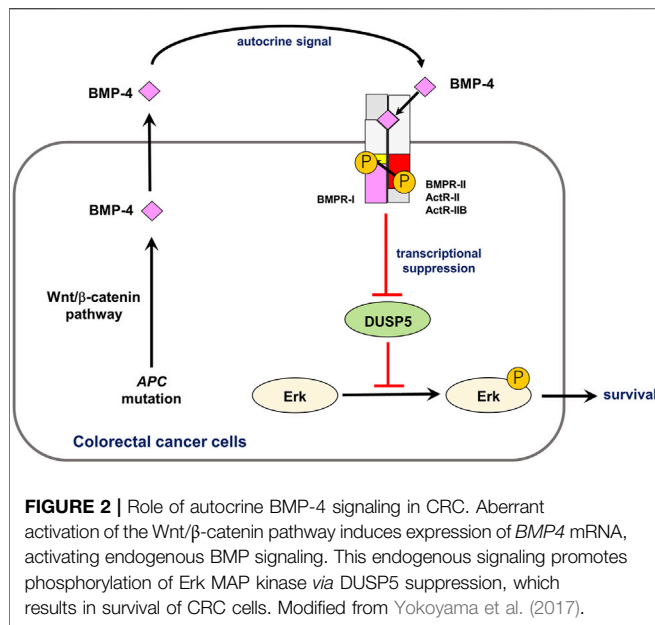 autocrine signal
BMP-4
BMP-4
P
P
BMPR-I
BMPR-II
ActR-II
ActR-IIB
BMP-4
transcriptional
suppression
Wnt/β-catenin
pathway
DUSP5
APC
mutation
Erk
Erk
P
survival
Colorectal cancer cells
FIGURE 2 | Role of autocrine BMP-4 signaling in CRC. Aberrant
activation of the Wnt/β-catenin pathway induces expression of BMP4 mRNA,
activating endogenous BMP signaling. This endogenous signaling promotes
phosphorylation of Erk MAP kinase via DUSP5 suppression, which
results in survival of CRC cells. Modified from Yokoyama et al. (2017).